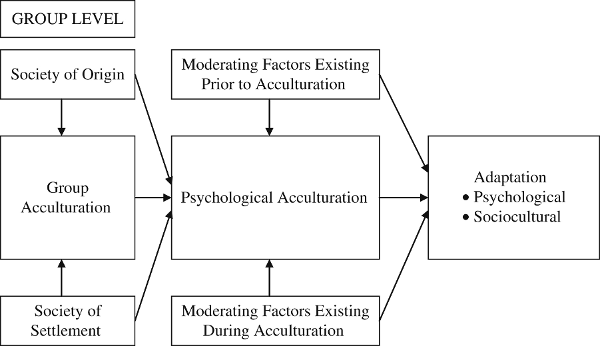 GROUP LEVEL
Society of Origin
Moderating Factors Existing
Prior to Acculturation
Group
Acculturation
Psychological Acculturation
Adaptation
• Psychological
• Sociocultural
Society of
Settlement
Moderating Factors Existing
During Acculturation